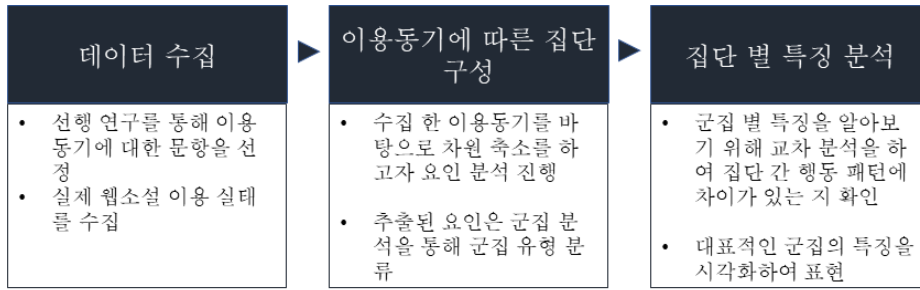 데이터 수집
• 선행 연구를 통해 이용
동기에 대한 문항을 선
정
• 실제 웹소설 이용 실태
를 수집
이용동기에 따른 집단
구성
• 수집 한 이용동기를 바
탕으로 차원 축소를 하
고자 요인 분석 진행
• 추출된 요인은 군집 분
석을 통해 군집 유형 분
류
집단 별 특징 분석
• 군집 별 특징을 알아보
기 위해 교차 분석을 하
여 집단 간 행동 패턴에
차이가 있는 지 확인
• 대표적인 군집의 특징을
시각화하여 표현